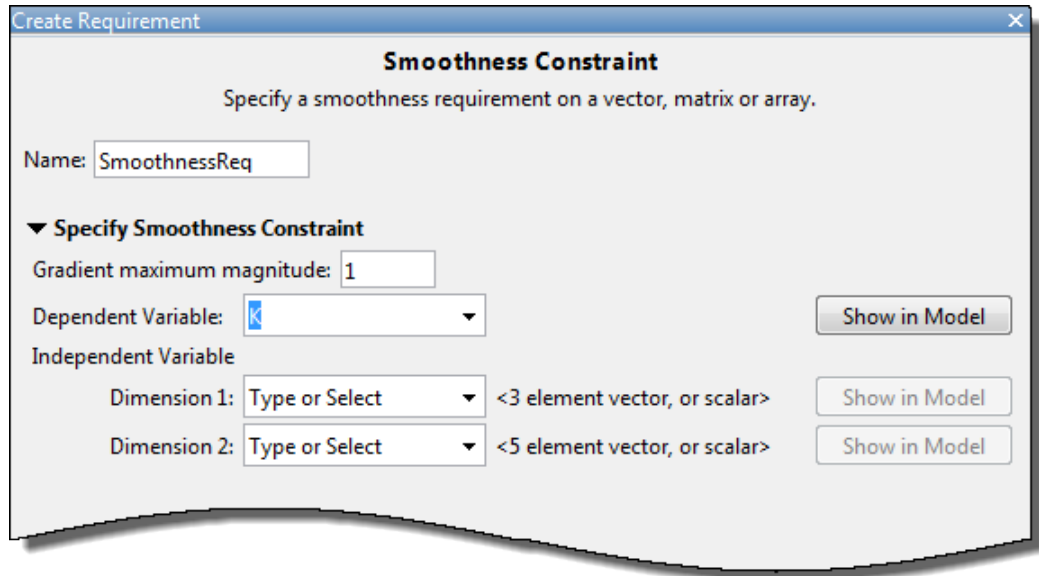 Create Requirement
Smoothness Constraint
Specify a smoothness requirement on a vector, matrix or array.
Name: SmoothnessReq
Specify Smoothness Constraint
Gradient maximum magnitude: 1
Dependent Variable: K Show in Model
Independent Variable
Dimension 1: Type or Select <3 element vector, or scalar> Show in Model
Dimension 2: Type or Select <5 element vector, or scalar> Show in Model